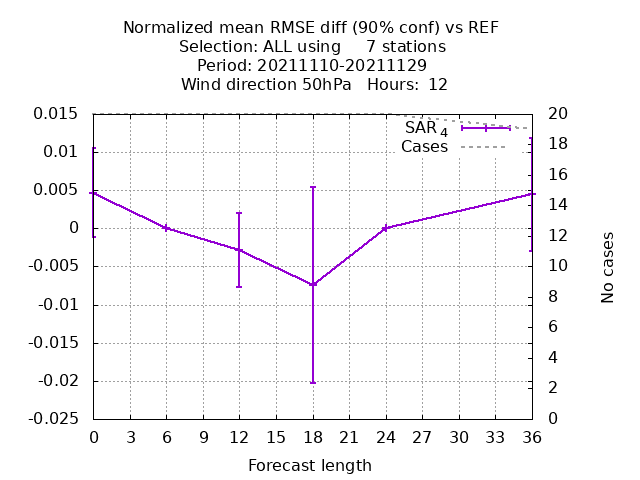 Normalized mean RMSE diff (90% conf) vs REF
Selection: ALL using     7 stations
Period: 20211110-20211129
Wind direction 50hPa   Hours:  12
0.015
0.01
0.005
0
-0.005
-0.01
-0.015
-0.02
-0.025
SAR 4
Cases
20
18
16
14
12
10
8
6
4
2
0
No cases
0 3 6 9 12 15 18 21 24 27 30 33 36
Forecast length